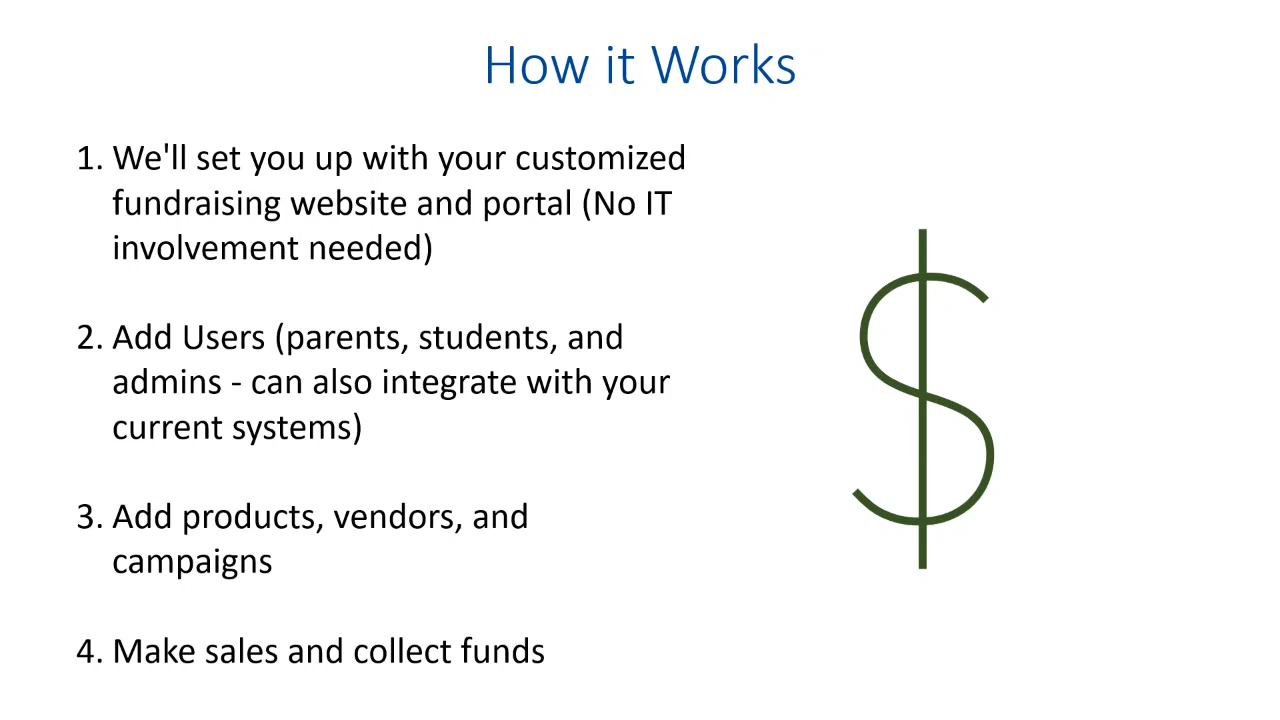 How it Works
1. We'll set you up with your customized
fundraising website and portal (No IT
involvement needed)
2. Add Users (parents, students, and
admins - can also integrate with your
current systems)
3. Add products, vendors, and
campaigns
4. Make sales and collect funds
$